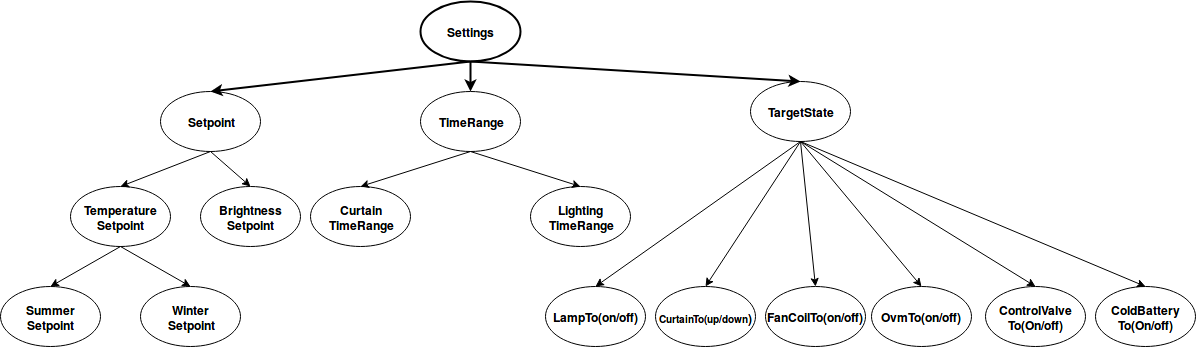 Settings
Setpoint
TimeRange
TargetState
Temperature
Setpoint
Brightness
Setpoint
Curtain
TimeRange
Lighting
TimeRange
Summer
Setpoint
Winter
Setpoint
LampTo(on/off)
CurtainTo(up/down)
FanCoilTo(on/off)
OvmTo(on/off)
ControlValve
To(On/off)
ColdBattery
To(On/off)